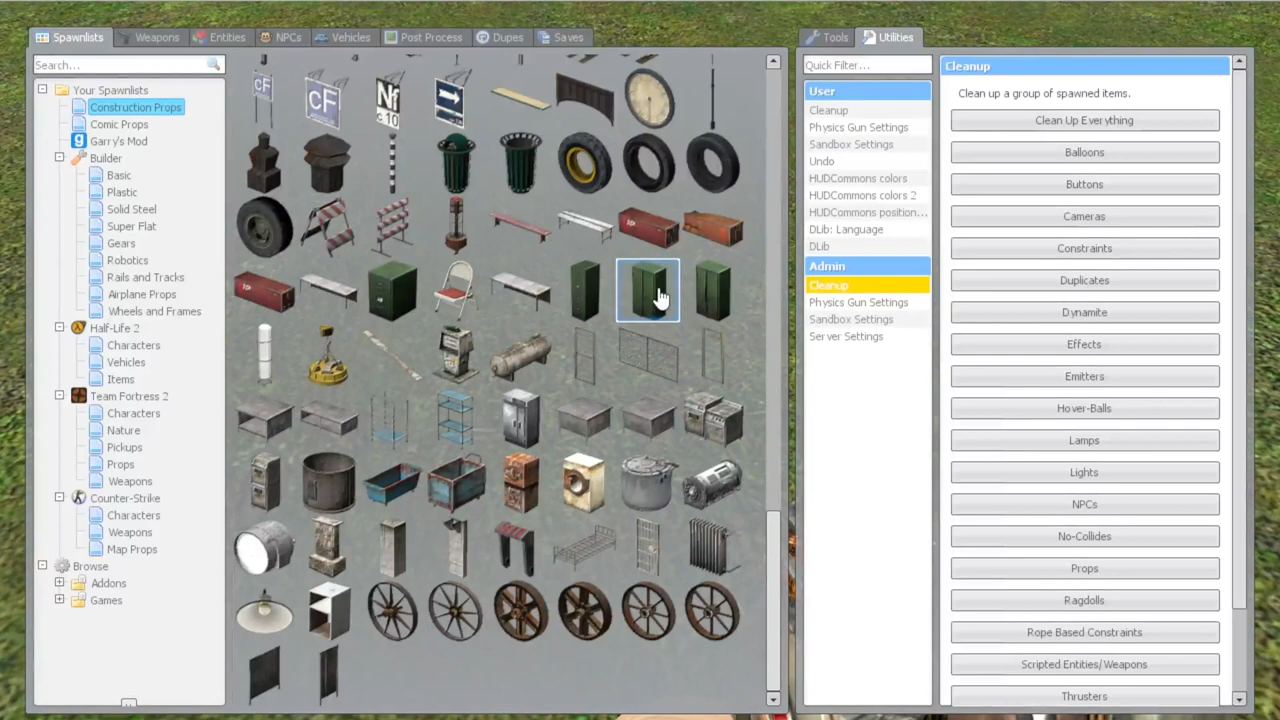 Spawnlists
Weapons
Entities
NPCs
Vehicles
Post Process
Dupes
Saves
Search...
Your Spawnlists
Construction Props
Comic Props
Garry's Mod
Builder
Basic
Plastic
Solid Steel
Super Flat
Gears
Robotics
Rails and Tracks
Airplane Props
Wheels and Frames
Half-Life 2
Characters
Vehicles
Items
Team Fortress 2
Characters
Nature
Pickups
Props
Weapons
Counter-Strike
Characters
Weapons
Map Props
Browse
Addons
Games
cF
cF
Nf
c 10
Tools
Utilities
Quick Filter...
User
Cleanup
Physics Gun Settings
Sandbox Settings
Undo
HUDCommons colors
HUDCommons colors 2
HUDCommons position...
DLib: Language
DLib
Admin
Cleanup
Physics Gun Settings
Sandbox Settings
Server Settings
Cleanup
Clean up a group of spawned items.
Clean Up Everything
Balloons
Buttons
Cameras
Constraints
Duplicates
Dynamite
Effects
Emitters
Hover-Balls
Lamps
Lights
NPCs
No-Collides
Props
Ragdolls
Rope Based Constraints
Scripted Entities/Weapons
Thrusters